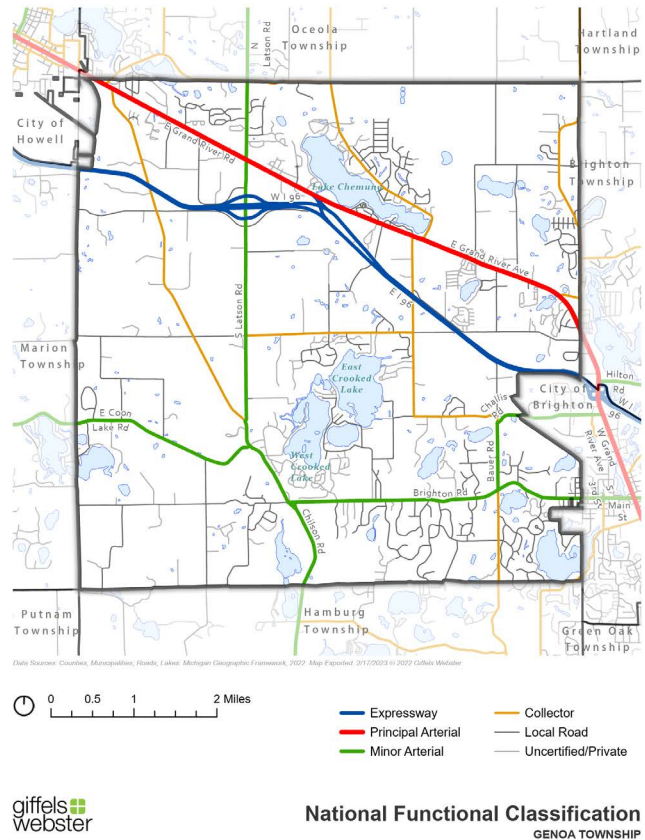 Oceola
Township
N Latson Rd
Hartland
Township
City of
Howell
E Grand River Rd
Brighton
Township
Lake Chemung
W I 96
E Grand River Ave
S Latson Rd
E I 96
Marion
Township
East
Crooked
Lake
Hilton
Rd
City of
Brighton
W I
96
Challis
Rd
E Coon
Lake Rd
W Grand
River Ave
Bauer Rd
West
Crooked
Lake
Brighton Rd
3rd St
S
Main
St
Chilson Rd
Putnam
Township
Hamburg
Township
Green Oak
Township
Data Sources: Counties, Municipalities, Roads, Lakes: Michigan Geographic Framework, 2022. Map Exported: 2/17/2023 © 2022 Giffels Webster
0 0.5 1 2 Miles
Expressway
Principal Arterial
Minor Arterial
Collector
Local Road
Uncertified/Private
giffels
webster
National Functional Classification
GENOA TOWNSHIP